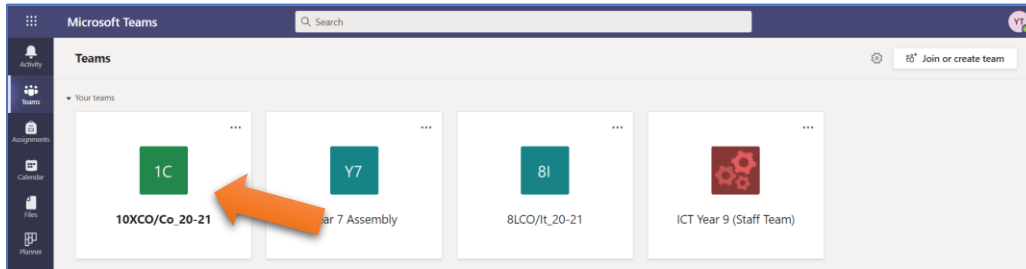 Microsoft Teams
Search
YT
Activity
Teams
Join or create team
Teams
Your teams
Assignments
1C
Y7
8I
Calendar
10XCO/Co_20-21
ar 7 Assembly
8LCO/It_20-21
ICT Year 9 (Staff Team)
Files
Planner